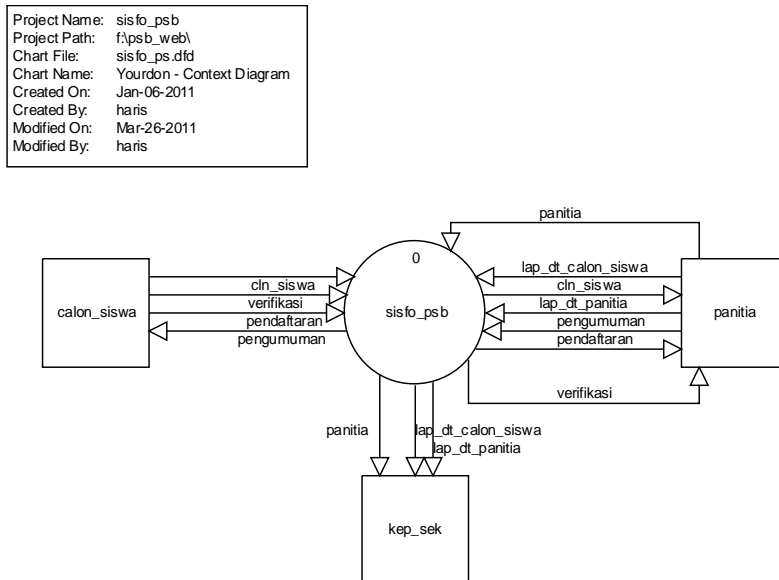 Project Name: sisfo_psb
Project Path: f:\psb_web\
Chart File: sisfo_ps.dfd
Chart Name: Yourdon - Context Diagram
Created On: Jan-06-2011
Created By: haris
Modified On: Mar-26-2011
Modified By: haris
panitia
0
calon_siswa
cln_siswa
verifikasi
pendaftaran
pengumuman
sisfo_psb
lap_dt_calon_siswa
cln_siswa
lap_dt_panitia
pengumuman
pendaftaran
panitia
verifikasi
panitia
lap_dt_calon_siswa
lap_dt_panitia
kep_sek